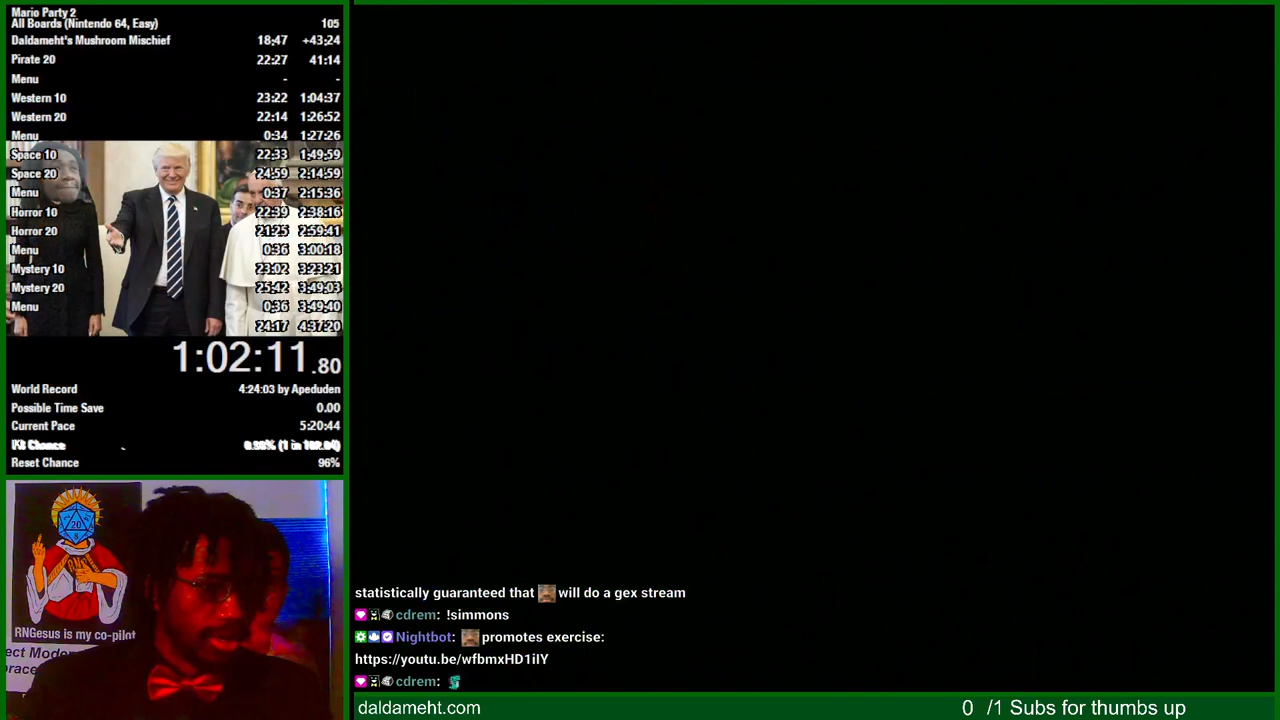 Mario Party 2
All Boards (Nintendo 64, Easy) 105
Daldameht's Mushroom Mischief 18:47 +43:24
Pirate 20 22:27 41:14
Menu - -
Western 10 23:22 1:04:37
Western 20 22:14 1:26:52
Menu 0:34 1:27:26
Space 10 22:33 1:49:59
Space 20 24:59 2:14:59
Menu 0:37 2:15:36
Horror 10 22:39 2:38:16
Horror 20 21:25 2:59:41
Menu 0:36 3:00:18
Mystery 10 23:02 3:23:21
Mystery 20 25:42 3:49:03
Menu 0:36 3:49:40
24:17 4:37:20
1:02:11.80
World Record 4:24:03 by Apeduden
Possible Time Save 0.00
Current Pace 5:20:44
Chance
Reset Chance 96%
20
8
RNGesus is my co-pilot
statistically guaranteed that will do a gex stream
cdrem: !simmons
Nightbot: promotes exercise:
https://youtu.be/wfbmxHD1iIY
cdrem:
daldameht.com 0 /1 Subs for thumbs up